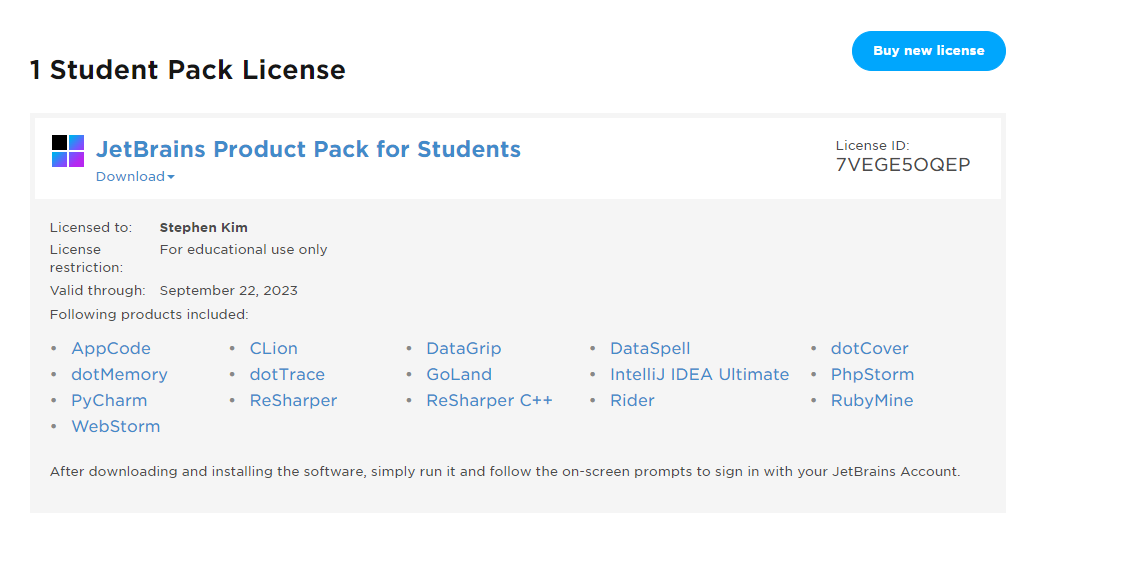 Buy new license
1 Student Pack License
JetBrains Product Pack for Students
Download
License ID:
7VEGE5OQEP
Licensed to: Stephen Kim
License restriction: For educational use only
Valid through: September 22, 2023
Following products included:
• AppCode • CLion • DataGrip • DataSpell • dotCover
• dotMemory • dotTrace • GoLand • IntelliJ IDEA Ultimate • PhpStorm
• PyCharm • ReSharper • ReSharper C++ • Rider • RubyMine
• WebStorm
After downloading and installing the software, simply run it and follow the on-screen prompts to sign in with your JetBrains Account.